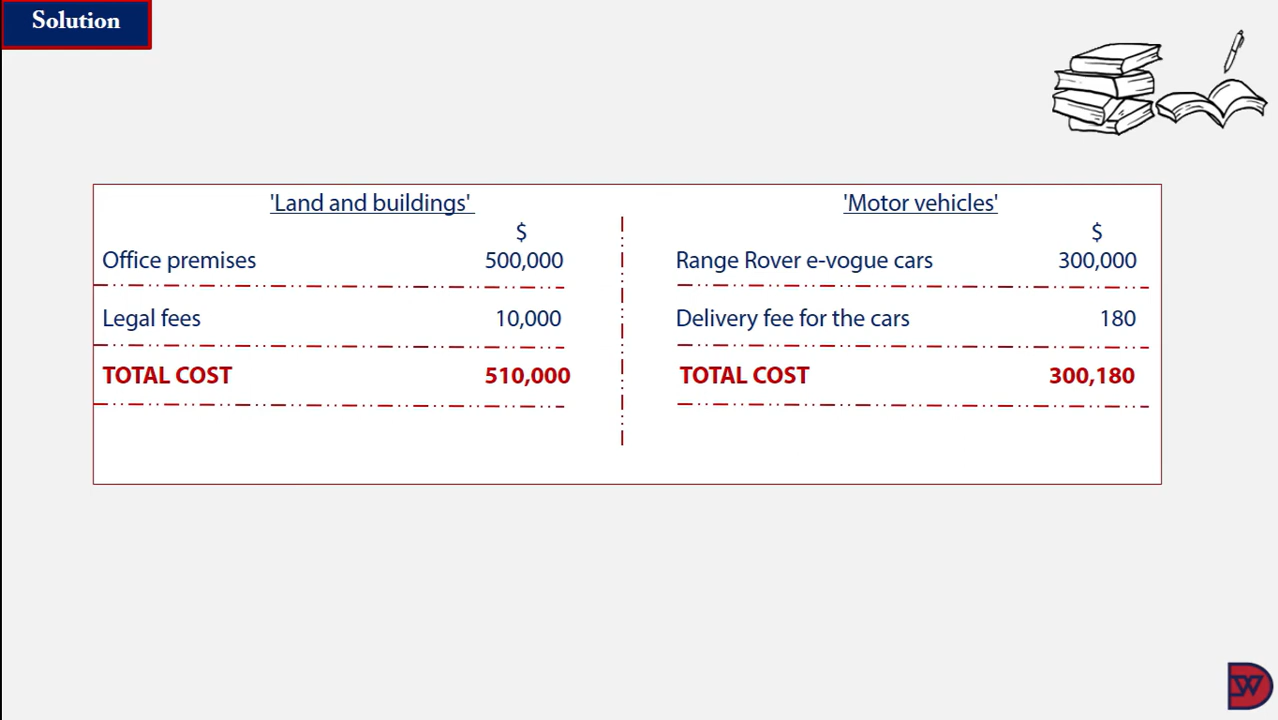 Solution
'Land and buildings'
$
Office premises 500,000
Legal fees 10,000
TOTAL COST 510,000
'Motor vehicles'
$
Range Rover e-vogue cars 300,000
Delivery fee for the cars 180
TOTAL COST 300,180
DW